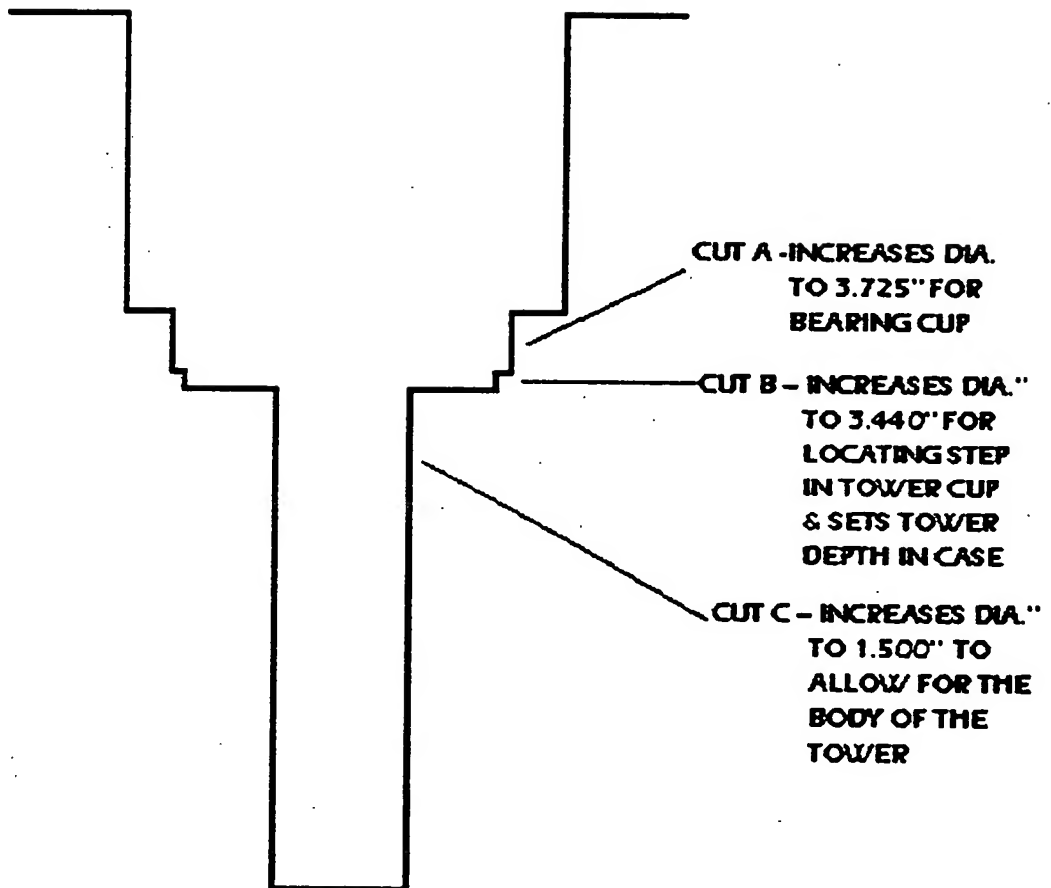 CUT A -INCREASES DIA.
TO 3.725" FOR
BEARING CUP
CUT B – INCREASES DIA."
TO 3.440" FOR
LOCATING STEP
IN TOWER CUP
& SETS TOWER
DEPTH IN CASE
CUT C – INCREASES DIA."
TO 1.500" TO
ALLOW FOR THE
BODY OF THE
TOWER